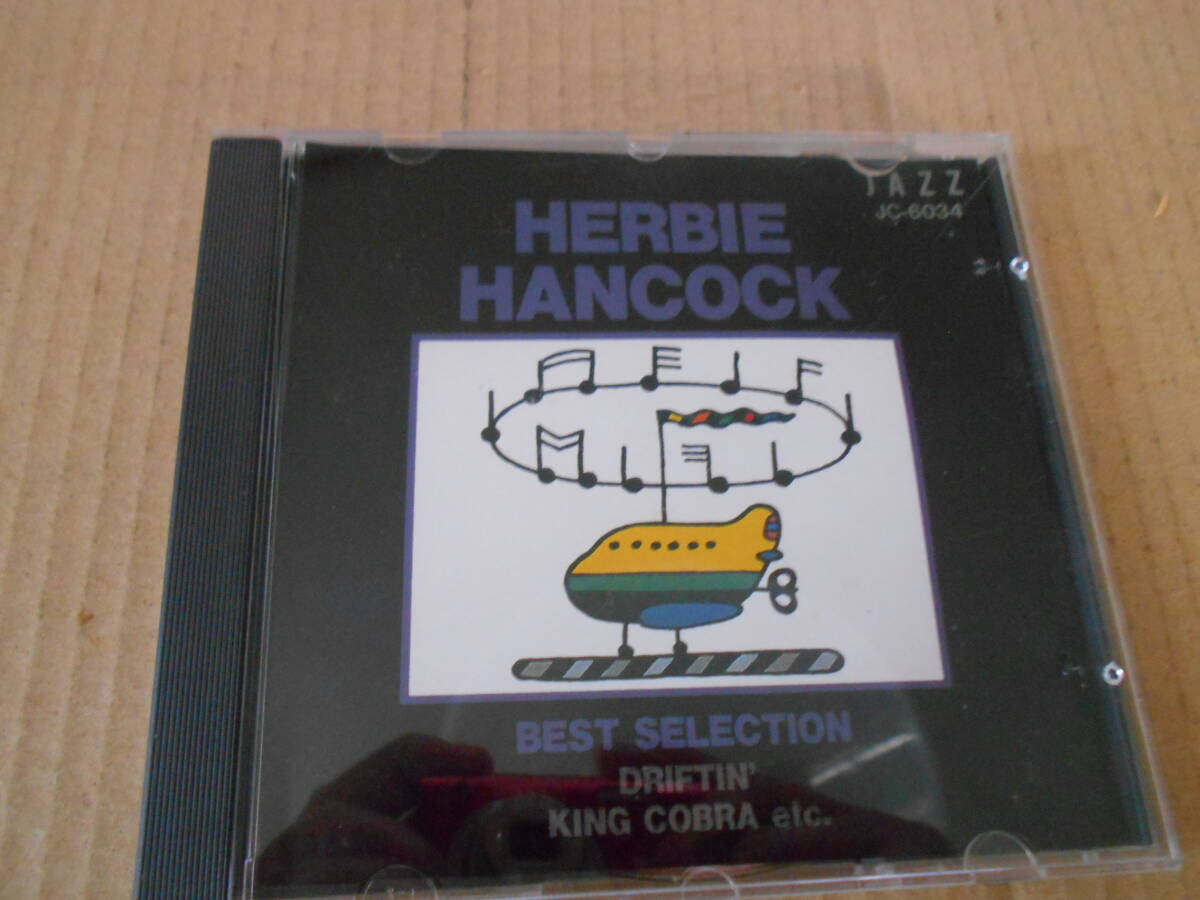 JAZZ
JC-6034
HERBIE
HANCOCK
BEST SELECTION
DRIFTIN'
KING COBRA etc.